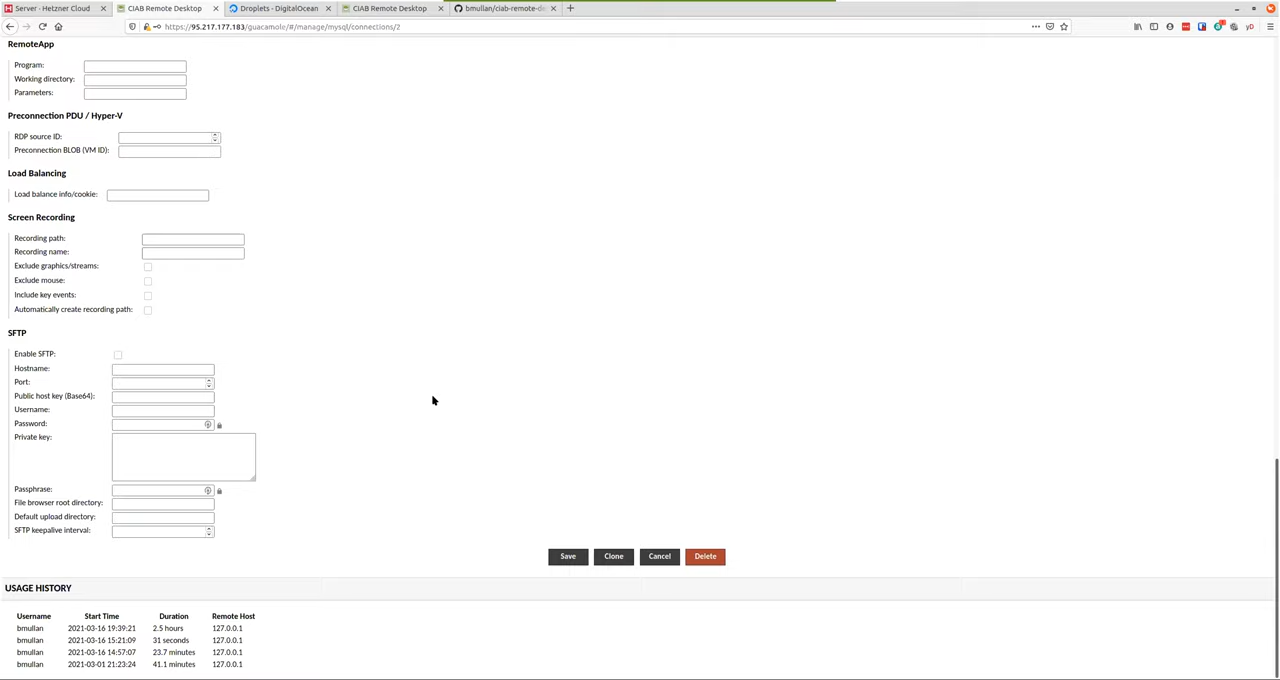 Server - Hetzner Cloud
CIAB Remote Desktop
Droplets - DigitalOcean
CIAB Remote Desktop
bmullan/ciab-remote-de
https://95.217.177.183/guacamole/#/manage/mysql/connections/2
RemoteApp
Program:
Working directory:
Parameters:
Preconnection PDU / Hyper-V
RDP source ID:
Preconnection BLOB (VM ID):
Load Balancing
Load balance info/cookie:
Screen Recording
Recording path:
Recording name:
Exclude graphics/streams:
Exclude mouse:
Include key events:
Automatically create recording path:
SFTP
Enable SFTP:
Hostname:
Port:
Public host key (Base64):
Username:
Password:
Private key:
Passphrase:
File browser root directory:
Default upload directory:
SFTP keepalive interval:
Save Clone Cancel Delete
USAGE HISTORY
Username Start Time Duration Remote Host
bmullan 2021-03-16 19:39:21 2.5 hours 127.0.0.1
bmullan 2021-03-16 15:21:09 31 seconds 127.0.0.1
bmullan 2021-03-16 14:57:07 23.7 minutes 127.0.0.1
bmullan 2021-03-01 21:23:24 41.1 minutes 127.0.0.1